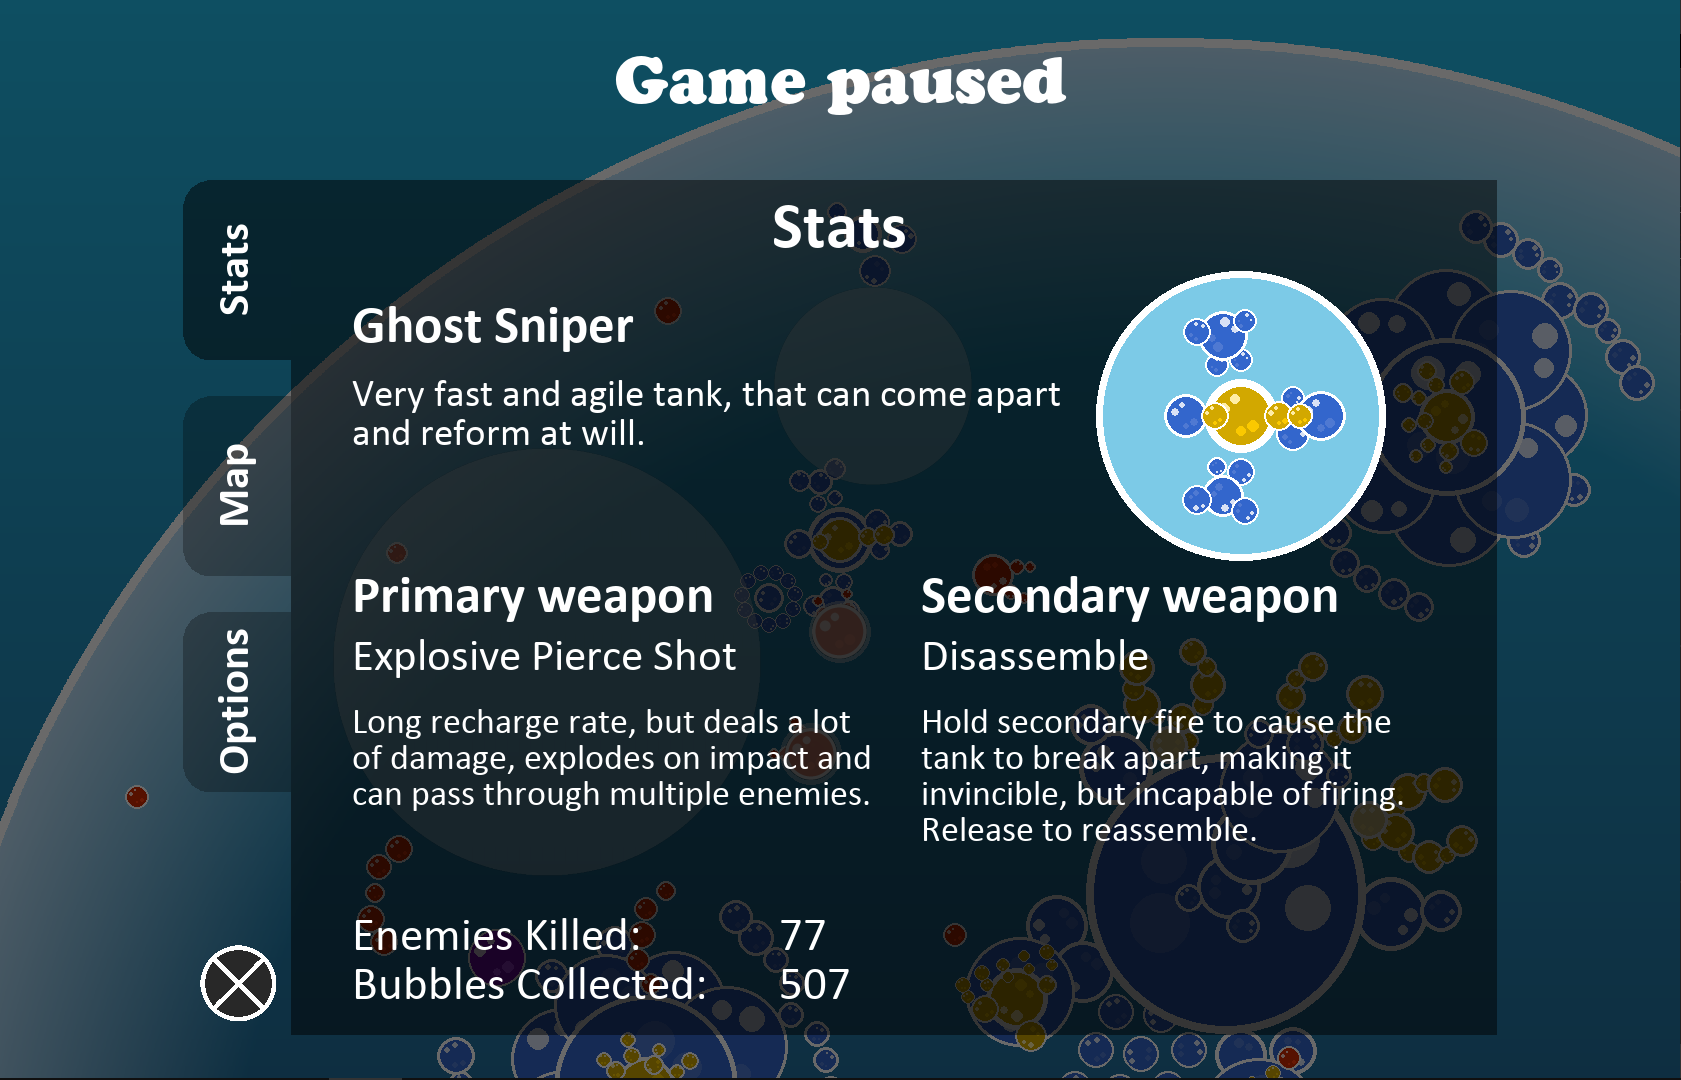 Game paused
Stats
Stats
Map
Options
Ghost Sniper
Very fast and agile tank, that can come apart
and reform at will.
Primary weapon
Explosive Pierce Shot
Long recharge rate, but deals a lot
of damage, explodes on impact and
can pass through multiple enemies.
Secondary weapon
Disassemble
Hold secondary fire to cause the
tank to break apart, making it
invincible, but incapable of firing.
Release to reassemble.
Enemies Killed: 77
Bubbles Collected: 507